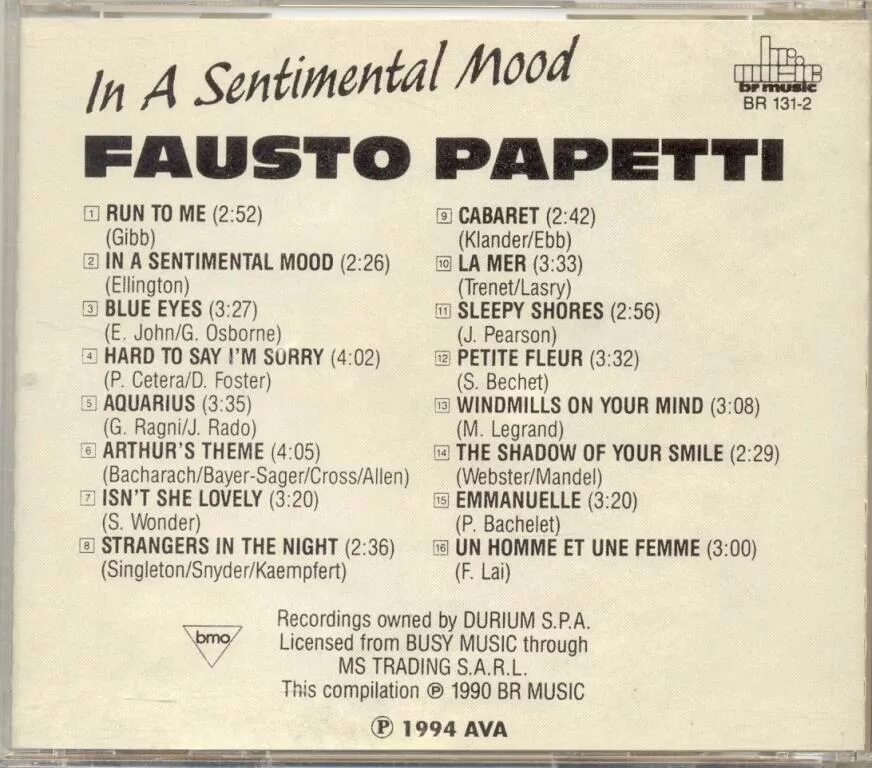 In A Sentimental Mood
br music
BR 131-2
FAUSTO PAPETTI
1 RUN TO ME (2:52)
(Gibb)
2 IN A SENTIMENTAL MOOD (2:26)
(Ellington)
3 BLUE EYES (3:27)
(E. John/G. Osborne)
4 HARD TO SAY I'M SORRY (4:02)
(P. Cetera/D. Foster)
5 AQUARIUS (3:35)
(G. Ragni/J. Rado)
6 ARTHUR'S THEME (4:05)
(Bacharach/Bayer-Sager/Cross/Allen)
7 ISN'T SHE LOVELY (3:20)
(S. Wonder)
8 STRANGERS IN THE NIGHT (2:36)
(Singleton/Snyder/Kaempfert)
9 CABARET (2:42)
(Klander/Ebb)
10 LA MER (3:33)
(Trenet/Lasry)
11 SLEEPY SHORES (2:56)
(J. Pearson)
12 PETITE FLEUR (3:32)
(S. Bechet)
13 WINDMILLS ON YOUR MIND (3:08)
(M. Legrand)
14 THE SHADOW OF YOUR SMILE (2:29)
(Webster/Mandel)
15 EMMANUELLE (3:20)
(P. Bachelet)
16 UN HOMME ET UNE FEMME (3:00)
(F. Lai)
bmo
Recordings owned by DURIUM S.P.A.
Licensed from BUSY MUSIC through
MS TRADING S.A.R.L.
This compilation ℗ 1990 BR MUSIC
℗ 1994 AVA